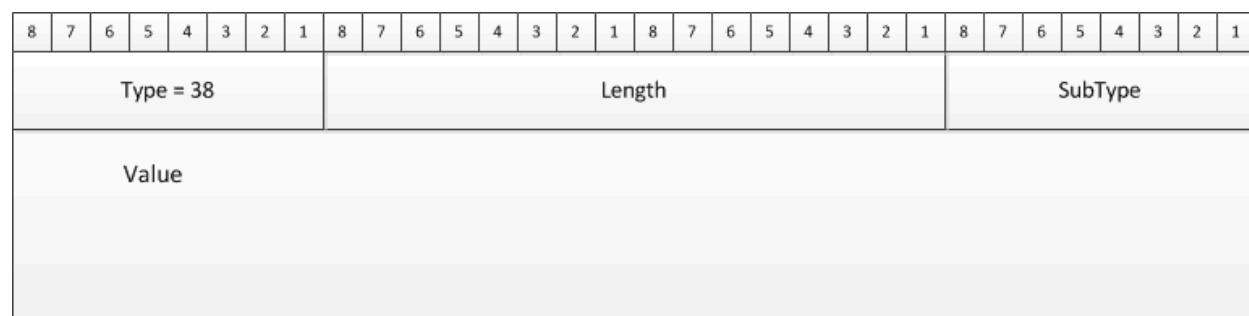 8 7 6 5 4 3 2 1 8 7 6 5 4 3 2 1 8 7 6 5 4 3 2 1 8 7 6 5 4 3 2 1
Type = 38 Length SubType
Value